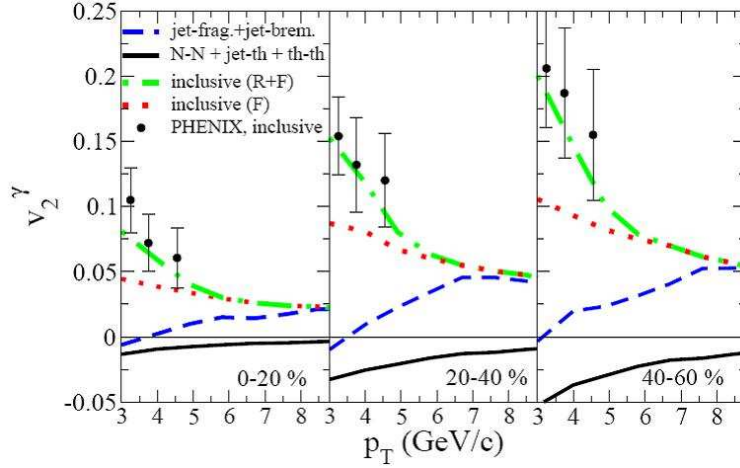 0.25
0.2
0.15
0.1
0.05
0
-0.05
v₂^γ
jet-frag.+jet-brem.
N-N + jet-th + th-th
inclusive (R+F)
inclusive (F)
PHENIX, inclusive
0-20 %
20-40 %
40-60 %
3 4 5 6 7 8 3 4 5 6 7 8 3 4 5 6 7 8
p_T (GeV/c)